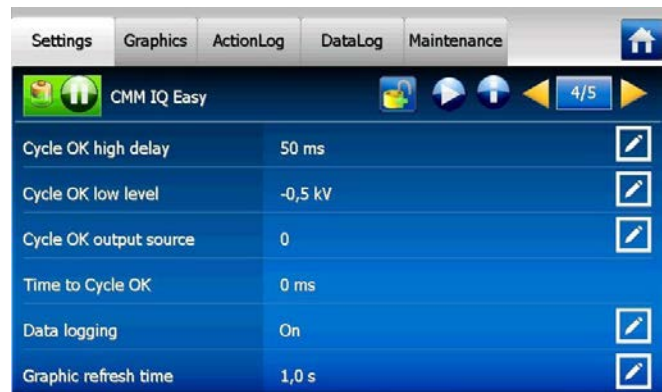 Settings Graphics ActionLog DataLog Maintenance
CMM IQ Easy 4/5
Cycle OK high delay 50 ms
Cycle OK low level -0,5 kV
Cycle OK output source 0
Time to Cycle OK 0 ms
Data logging On
Graphic refresh time 1,0 s